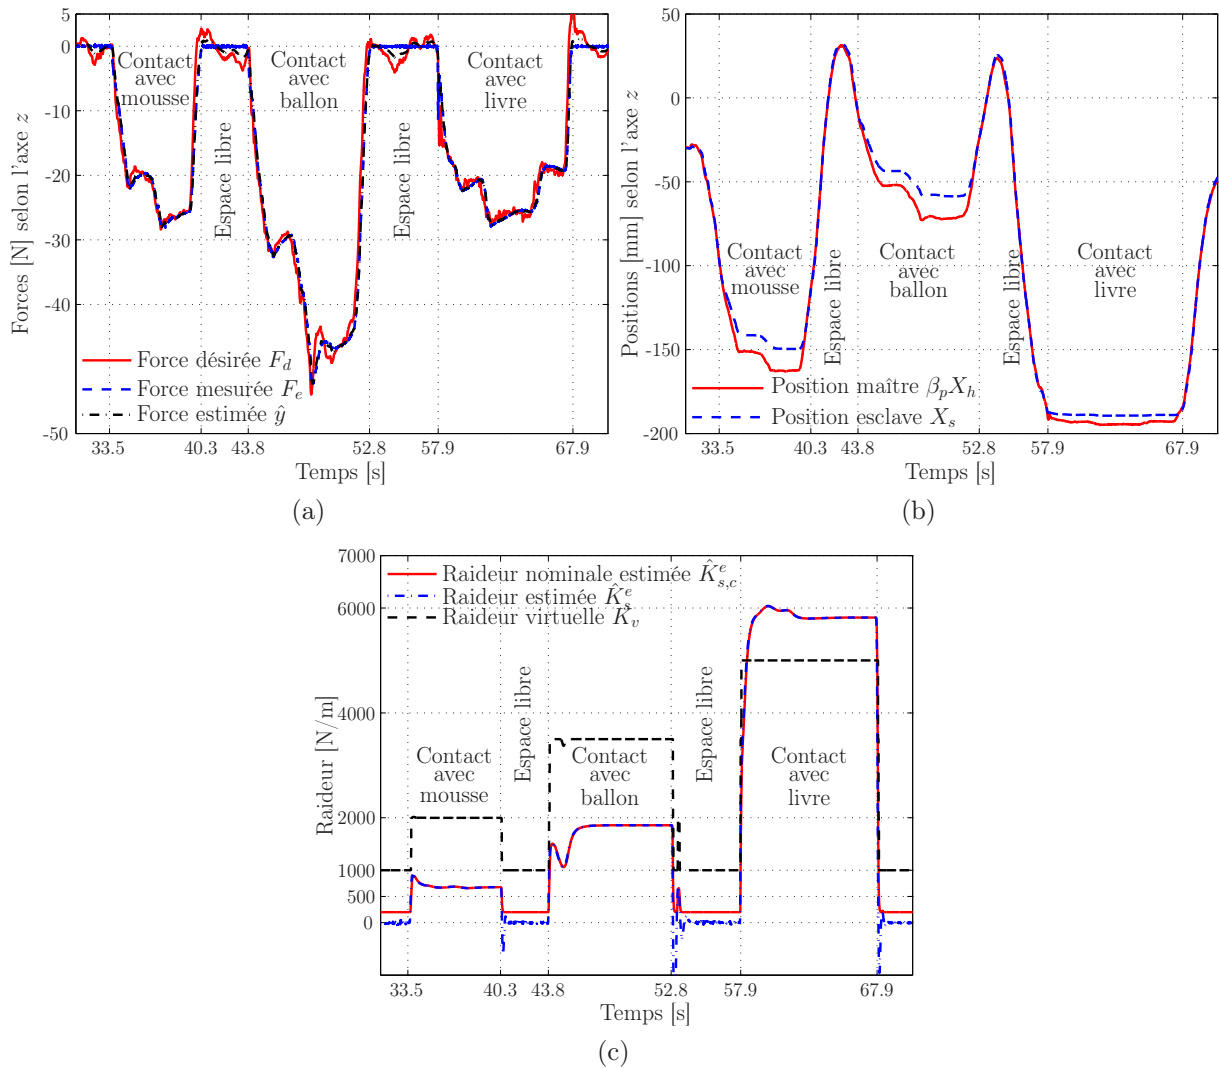 5
0
-10
-20
-30
-40
-50
Forces [N] selon l'axe z
Contact
avec
mousse
Espace libre
Contact
avec
ballon
Espace libre
Contact
avec
livre
Force désirée F_d
Force mesurée F_e
Force estimée ŷ
33.5 40.3 43.8 52.8 57.9 67.9
Temps [s]
(a)
50
0
-50
-100
-150
-200
Positions [mm] selon l'axe z
Contact
avec
mousse
Espace libre
Contact
avec
ballon
Espace libre
Contact
avec
livre
Position maître β_pX_h
Position esclave X_s
33.5 40.3 43.8 52.8 57.9 67.9
Temps [s]
(b)
7000
6000
4000
2000
1000
500
0
Raideur [N/m]
Raideur nominale estimée K̂^e_{s,c}
Raideur estimée K̂^e_s
Raideur virtuelle K_v
Contact
avec
mousse
Espace libre
Contact
avec
ballon
Espace libre
Contact
avec
livre
33.5 40.3 43.8 52.8 57.9 67.9
Temps [s]
(c)